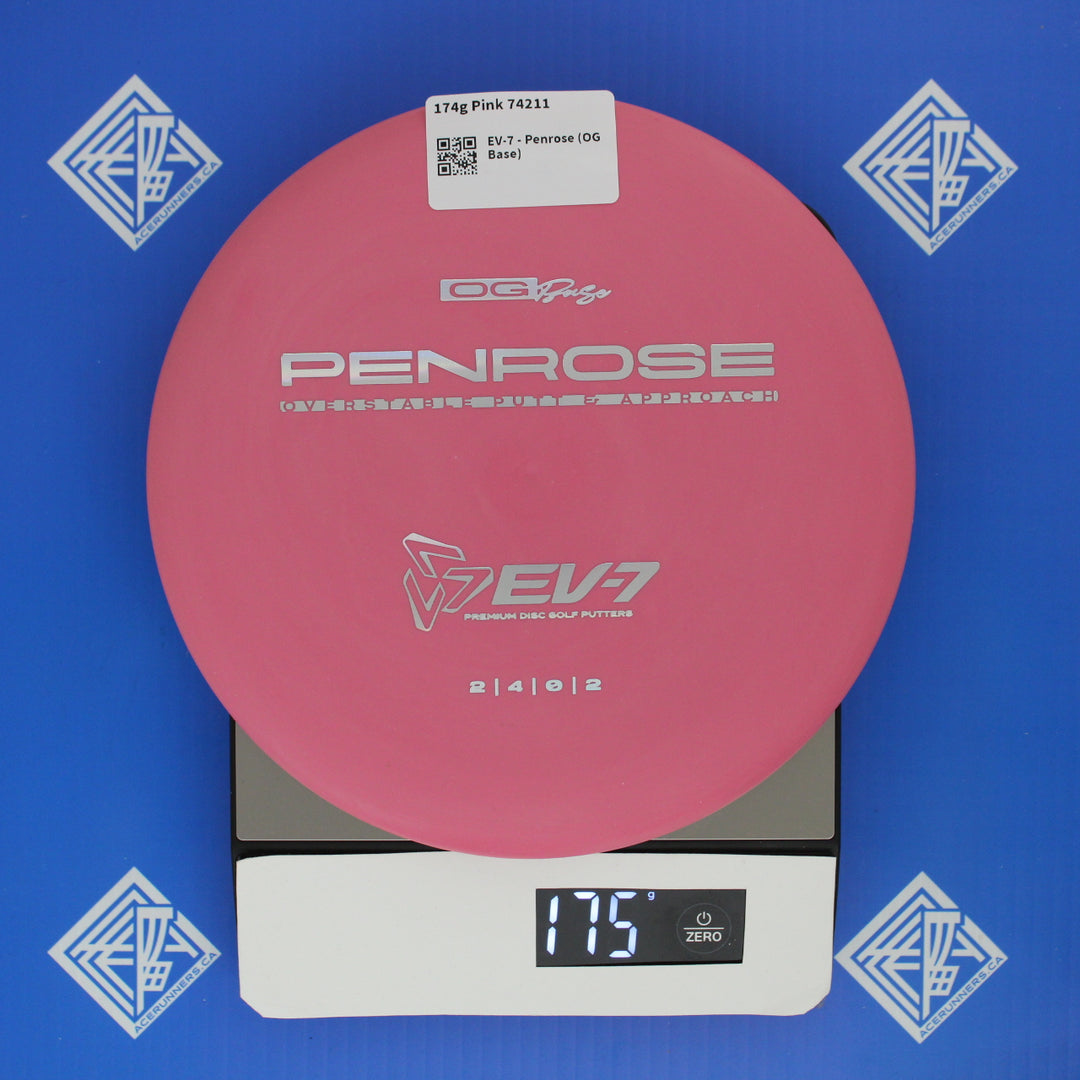 174g Pink 74211
EV-7 - Penrose (OG
Base)
OG Base
PENROSE
OVERSTABLE PUTT & APPROACH
EV-7
PREMIUM DISC GOLF PUTTERS
2|4|0|2
175 g
ZERO
ACERUNNERS.CA
ACERUNNERS.CA
ACERUNNERS.CA
ACERUNNERS.CA